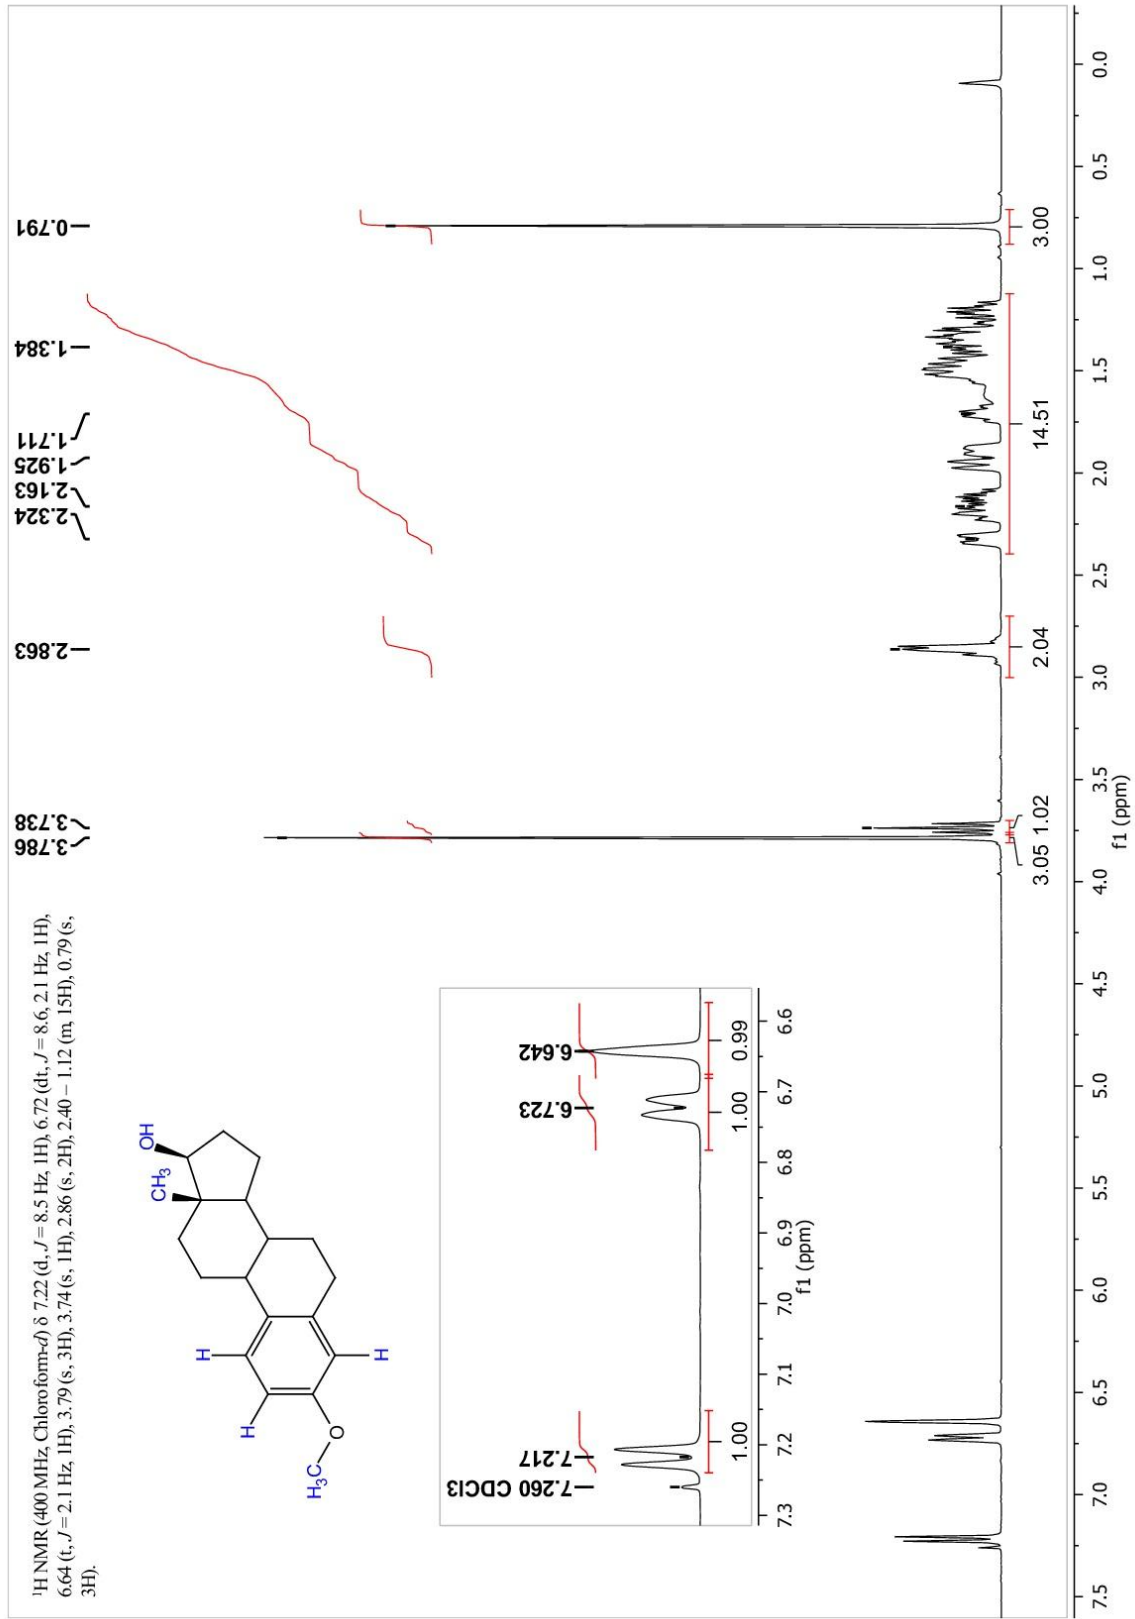 ¹H NMR (400 MHz, Chloroform-d) δ 7.22 (d, J = 8.5 Hz, 1H), 6.72 (dt, J = 8.6, 2.1 Hz, 1H),
6.64 (t, J = 2.1 Hz, 1H), 3.79 (s, 3H), 3.74 (s, 1H), 2.86 (s, 2H), 2.40 – 1.12 (m, 15H), 0.79 (s,
3H).
3.786
3.738
2.863
2.324
2.163
1.925
1.711
1.384
0.791
OH
CH₃
H
H
H
O
H₃C
7.260 CDCl3
7.217
6.723
6.642
1.00
1.00
0.99
7.3 7.2 7.1 7.0 6.9 6.8 6.7 6.6
f1 (ppm)
3.05 1.02 2.04 14.51 3.00
7.5 7.0 6.5 6.0 5.5 5.0 4.5 4.0 3.5 3.0 2.5 2.0 1.5 1.0 0.5 0.0
f1 (ppm)